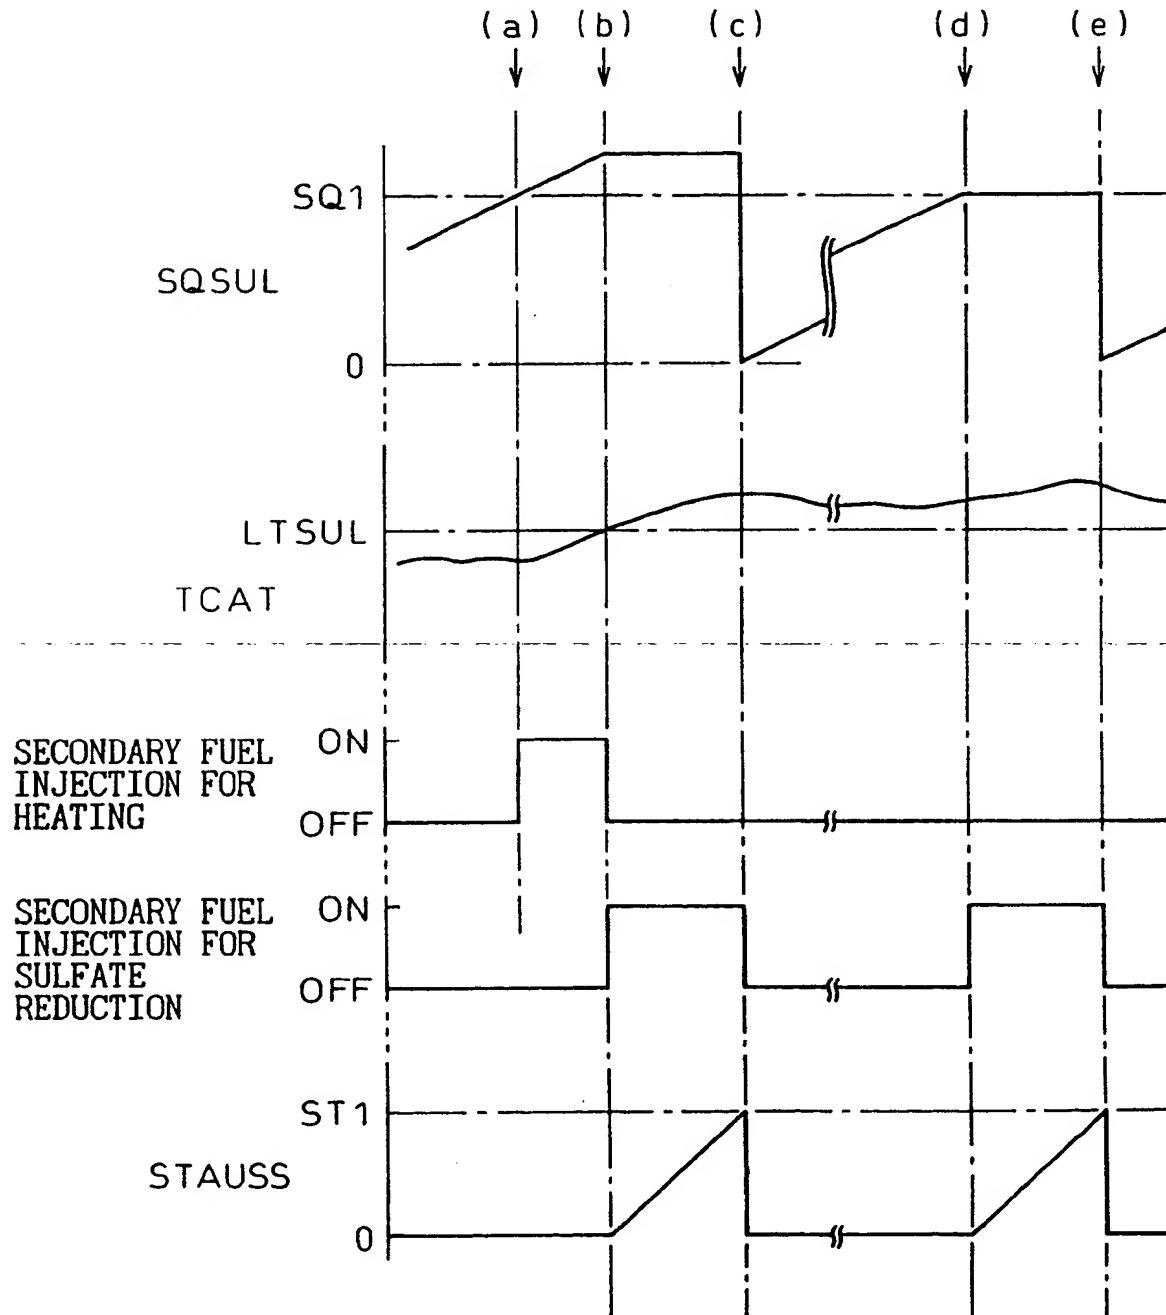 (a) (b) (c) (d) (e)
SQ1
SQSUL
0
LTSUL
TCAT
SECONDARY FUEL
INJECTION FOR
HEATING
ON
OFF
SECONDARY FUEL
INJECTION FOR
SULFATE
REDUCTION
ON
OFF
ST1
STAUSS
0